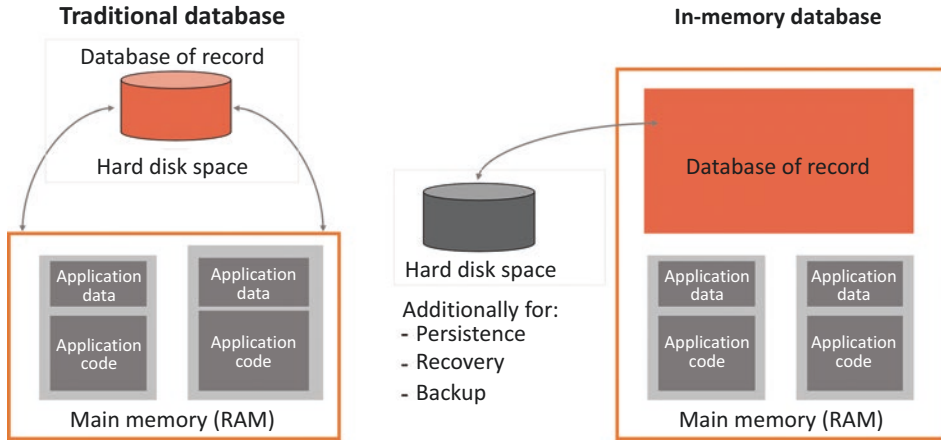 Traditional database
Database of record
Hard disk space
Application
data
Application
code
Application
data
Application
code
Main memory (RAM)
In-memory database
Database of record
Hard disk space
Additionally for:
- Persistence
- Recovery
- Backup
Application
data
Application
code
Application
data
Application
code
Main memory (RAM)